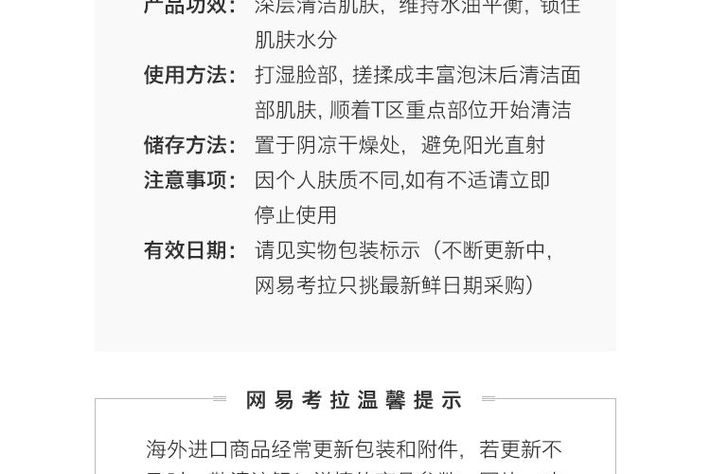 产品功效： 深层清洁肌肤，维持水油平衡，锁住
肌肤水分
使用方法： 打湿脸部，搓揉成丰富泡沫后清洁面
部肌肤，顺着T区重点部位开始清洁
储存方法： 置于阴凉干燥处，避免阳光直射
注意事项： 因个人肤质不同,如有不适请立即
停止使用
有效日期： 请见实物包装标示（不断更新中，
网易考拉只挑最新鲜日期采购）
网易考拉温馨提示
海外进口商品经常更新包装和附件，若更新不